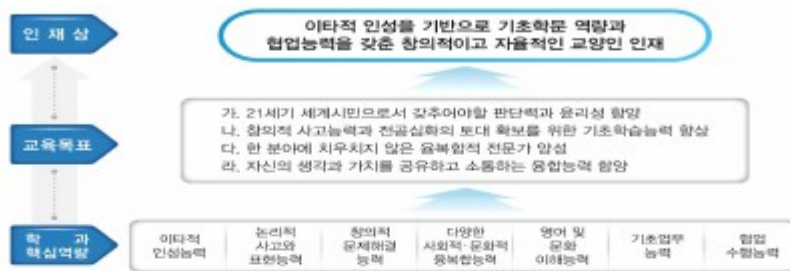 인 재 상
이타적 인성을 기반으로 기초학문 역량과
협업능력을 갖춘 창의적이고 자율적인 교양인 인재
교육목표
가. 21세기 세계시민으로서 갖추어야할 판단력과 윤리성 함양
나. 창의적 사고능력과 전공심화의 토대 확보를 위한 기초학습능력 향상
다. 한 분야에 치우치지 않은 융복합적 전문가 양성
라. 자신의 생각과 가치를 공유하고 소통하는 융합능력 함양
학 과
핵심역량
이타적
인성능력
논리적
사고와
표현능력
창의적
문제해결
능력
다양한
사회적·문화적
융복합능력
영어 및
문화
이해능력
기초업무
능력
협업
수행능력